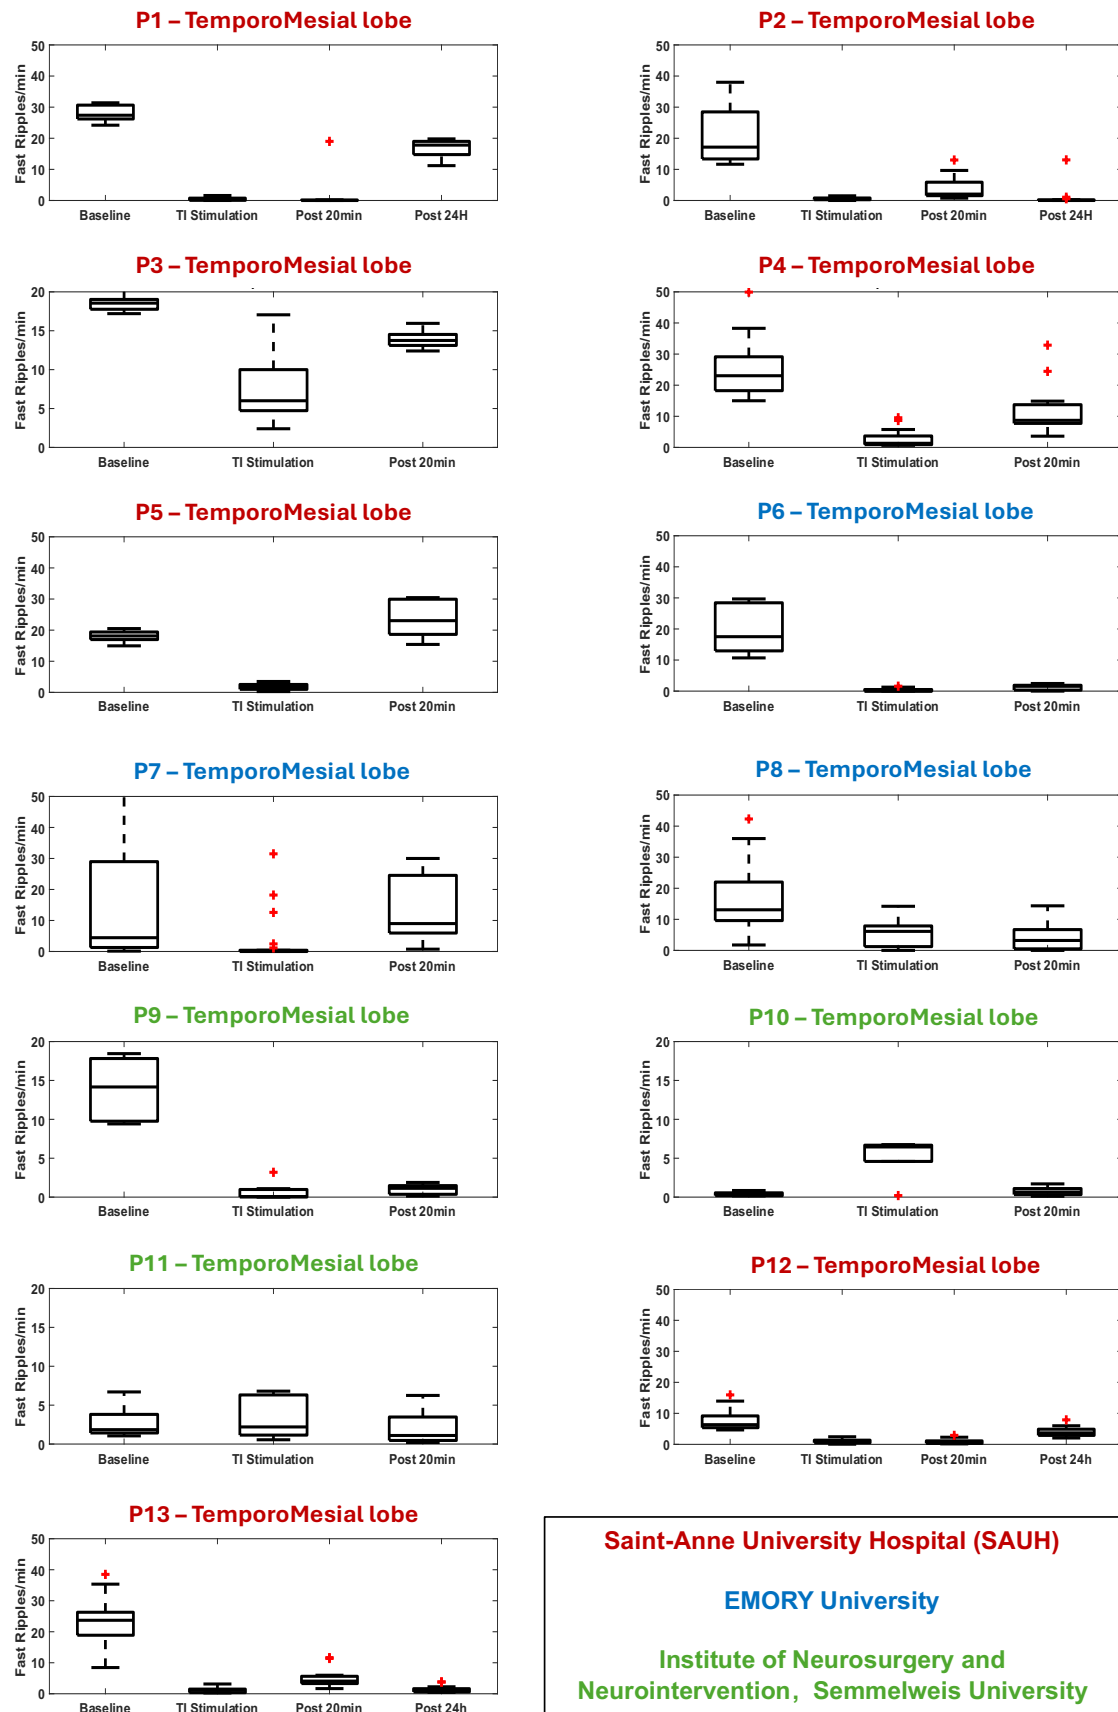 P1 – TemporoMesial lobe
Fast Ripples/min
50
40
30
20
10
0
Baseline TI Stimulation Post 20min Post 24H
P2 – TemporoMesial lobe
Fast Ripples/min
50
40
30
20
10
0
Baseline TI Stimulation Post 20min Post 24H
P3 – TemporoMesial lobe
Fast Ripples/min
20
15
10
5
0
Baseline TI Stimulation Post 20min
P4 – TemporoMesial lobe
Fast Ripples/min
50
40
30
20
10
0
Baseline TI Stimulation Post 20min
P5 – TemporoMesial lobe
Fast Ripples/min
50
40
30
20
10
0
Baseline TI Stimulation Post 20min
P6 – TemporoMesial lobe
Fast Ripples/min
50
40
30
20
10
0
Baseline TI Stimulation Post 20min
P7 – TemporoMesial lobe
Fast Ripples/min
50
40
30
20
10
0
Baseline TI Stimulation Post 20min
P8 – TemporoMesial lobe
Fast Ripples/min
50
40
30
20
10
0
Baseline TI Stimulation Post 20min
P9 – TemporoMesial lobe
Fast Ripples/min
20
15
10
5
0
Baseline TI Stimulation Post 20min
P10 – TemporoMesial lobe
Fast Ripples/min
20
15
10
5
0
Baseline TI Stimulation Post 20min
P11 – TemporoMesial lobe
Fast Ripples/min
20
15
10
5
0
Baseline TI Stimulation Post 20min
P12 – TemporoMesial lobe
Fast Ripples/min
50
40
30
20
10
0
Baseline TI Stimulation Post 20min Post 24h
P13 – TemporoMesial lobe
Fast Ripples/min
50
40
30
20
10
0
Baseline TI Stimulation Post 20min Post 24h
Saint-Anne University Hospital (SAUH)
EMORY University
Institute of Neurosurgery and
Neurointervention, Semmelweis University